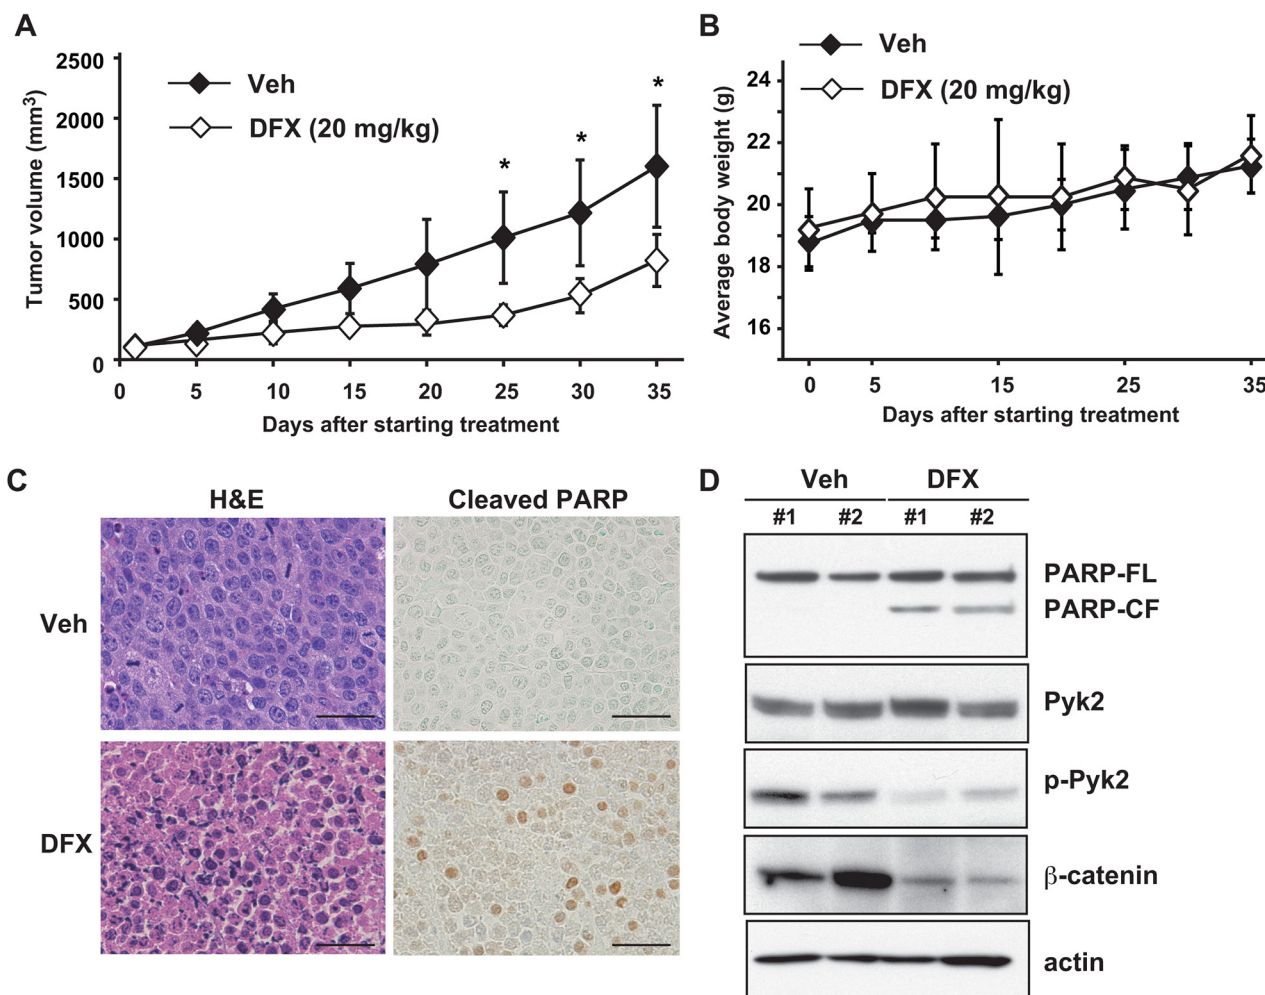 A
Tumor volume (mm³)
2500
2000
1500
1000
500
0
Veh
DFX (20 mg/kg)
*
*
*
0 5 10 15 20 25 30 35
Days after starting treatment
B
Average body weight (g)
24
22
20
18
16
Veh
DFX (20 mg/kg)
0 5 15 25 35
Days after starting treatment
C
H&E Cleaved PARP
Veh
DFX
D
Veh DFX
#1 #2 #1 #2
PARP-FL
PARP-CF
Pyk2
p-Pyk2
β-catenin
actin